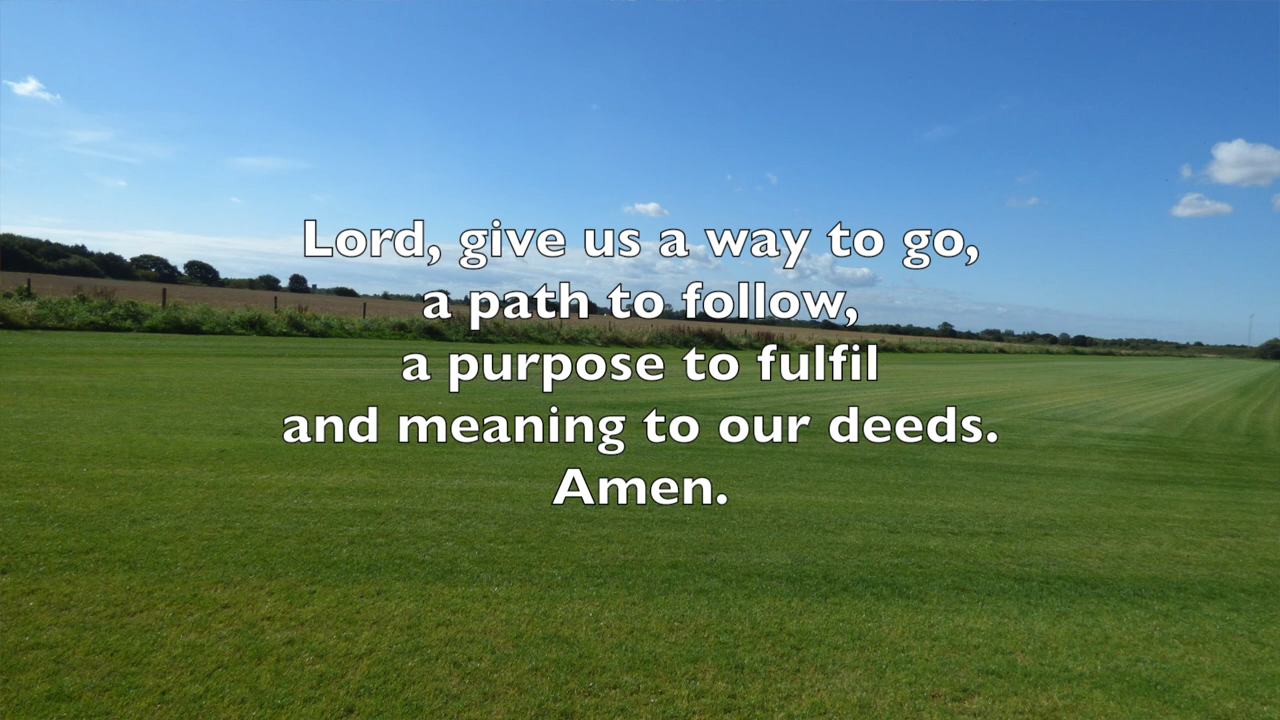 Lord, give us a way to go,
a path to follow,
a purpose to fulfil
and meaning to our deeds.
Amen.